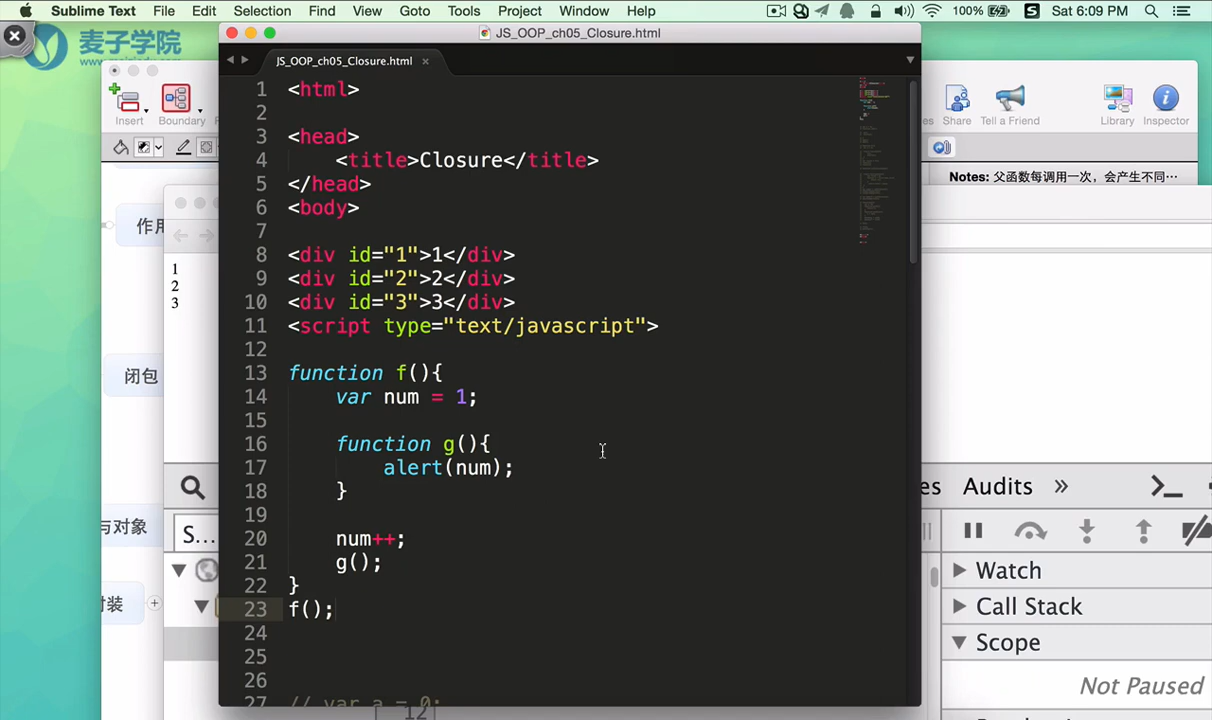 Sublime Text File Edit Selection Find View Goto Tools Project Window Help 100% S Sat 6:09 PM
麦子学院
JS_OOP_ch05_Closure.html
JS_OOP_ch05_Closure.html ×
Insert Boundary
Share Tell a Friend Library Inspector
Notes: 父函数每调用一次，会产生不同⋯
闭包
与对象
1
2
3
S...
1 <html>
2
3 <head>
4 <title>Closure</title>
5 </head>
6 <body>
7
8 <div id="1">1</div>
9 <div id="2">2</div>
10 <div id="3">3</div>
11 <script type="text/javascript">
12
13 function f(){
14 var num = 1;
15
16 function g(){
17 alert(num);
18 }
19
20 num++;
21 g();
22 }
23 f();
24
25
26
27 // var a = 0;
12
Audits »
Watch
Call Stack
Scope
Not Paused